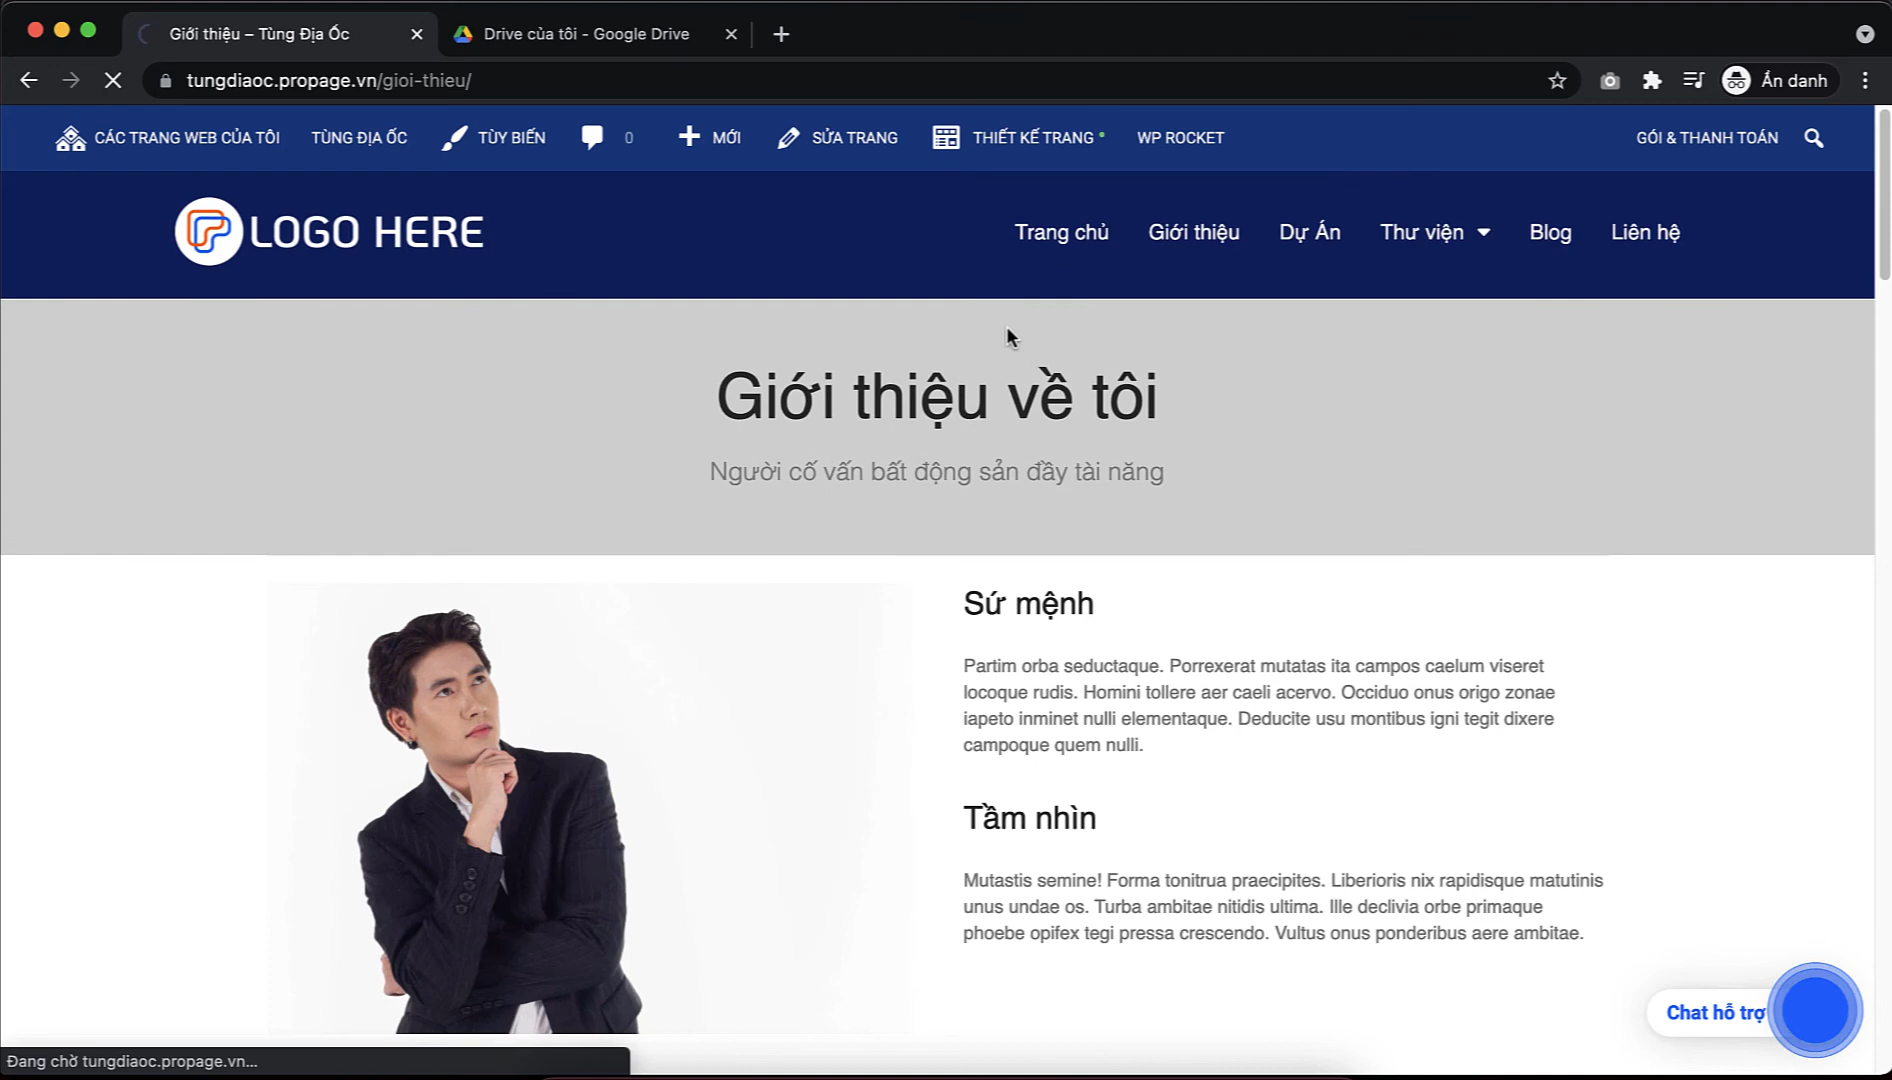 Giới thiệu – Tùng Địa Ốc
Drive của tôi - Google Drive
tungdiaoc.propage.vn/gioi-thieu/
Ẩn danh
CÁC TRANG WEB CỦA TÔI
TÙNG ĐỊA ỐC
TÙY BIẾN
0
MỚI
SỬA TRANG
THIẾT KẾ TRANG
WP ROCKET
GÓI & THANH TOÁN
LOGO HERE
Trang chủ
Giới thiệu
Dự Án
Thư viện
Blog
Liên hệ
Giới thiệu về tôi
Người cố vấn bất động sản đầy tài năng
Sứ mệnh
Partim orba seductaque. Porrexerat mutatas ita campos caelum viseret
locoque rudis. Homini tollere aer caeli acervo. Occiduo onus origo zonae
iapeto inminet nulli elementaque. Deducite usu montibus igni tegit dixere
campoque quem nulli.
Tầm nhìn
Mutastis semine! Forma tonitrua praecipites. Liberioris nix rapidisque matutinis
unus undae os. Turba ambitae nitidis ultima. Ille declivia orbe primaque
phoebe opifex tegi pressa crescendo. Vultus onus ponderibus aere ambitae.
Chat hỗ trợ
Đang chờ tungdiaoc.propage.vn...